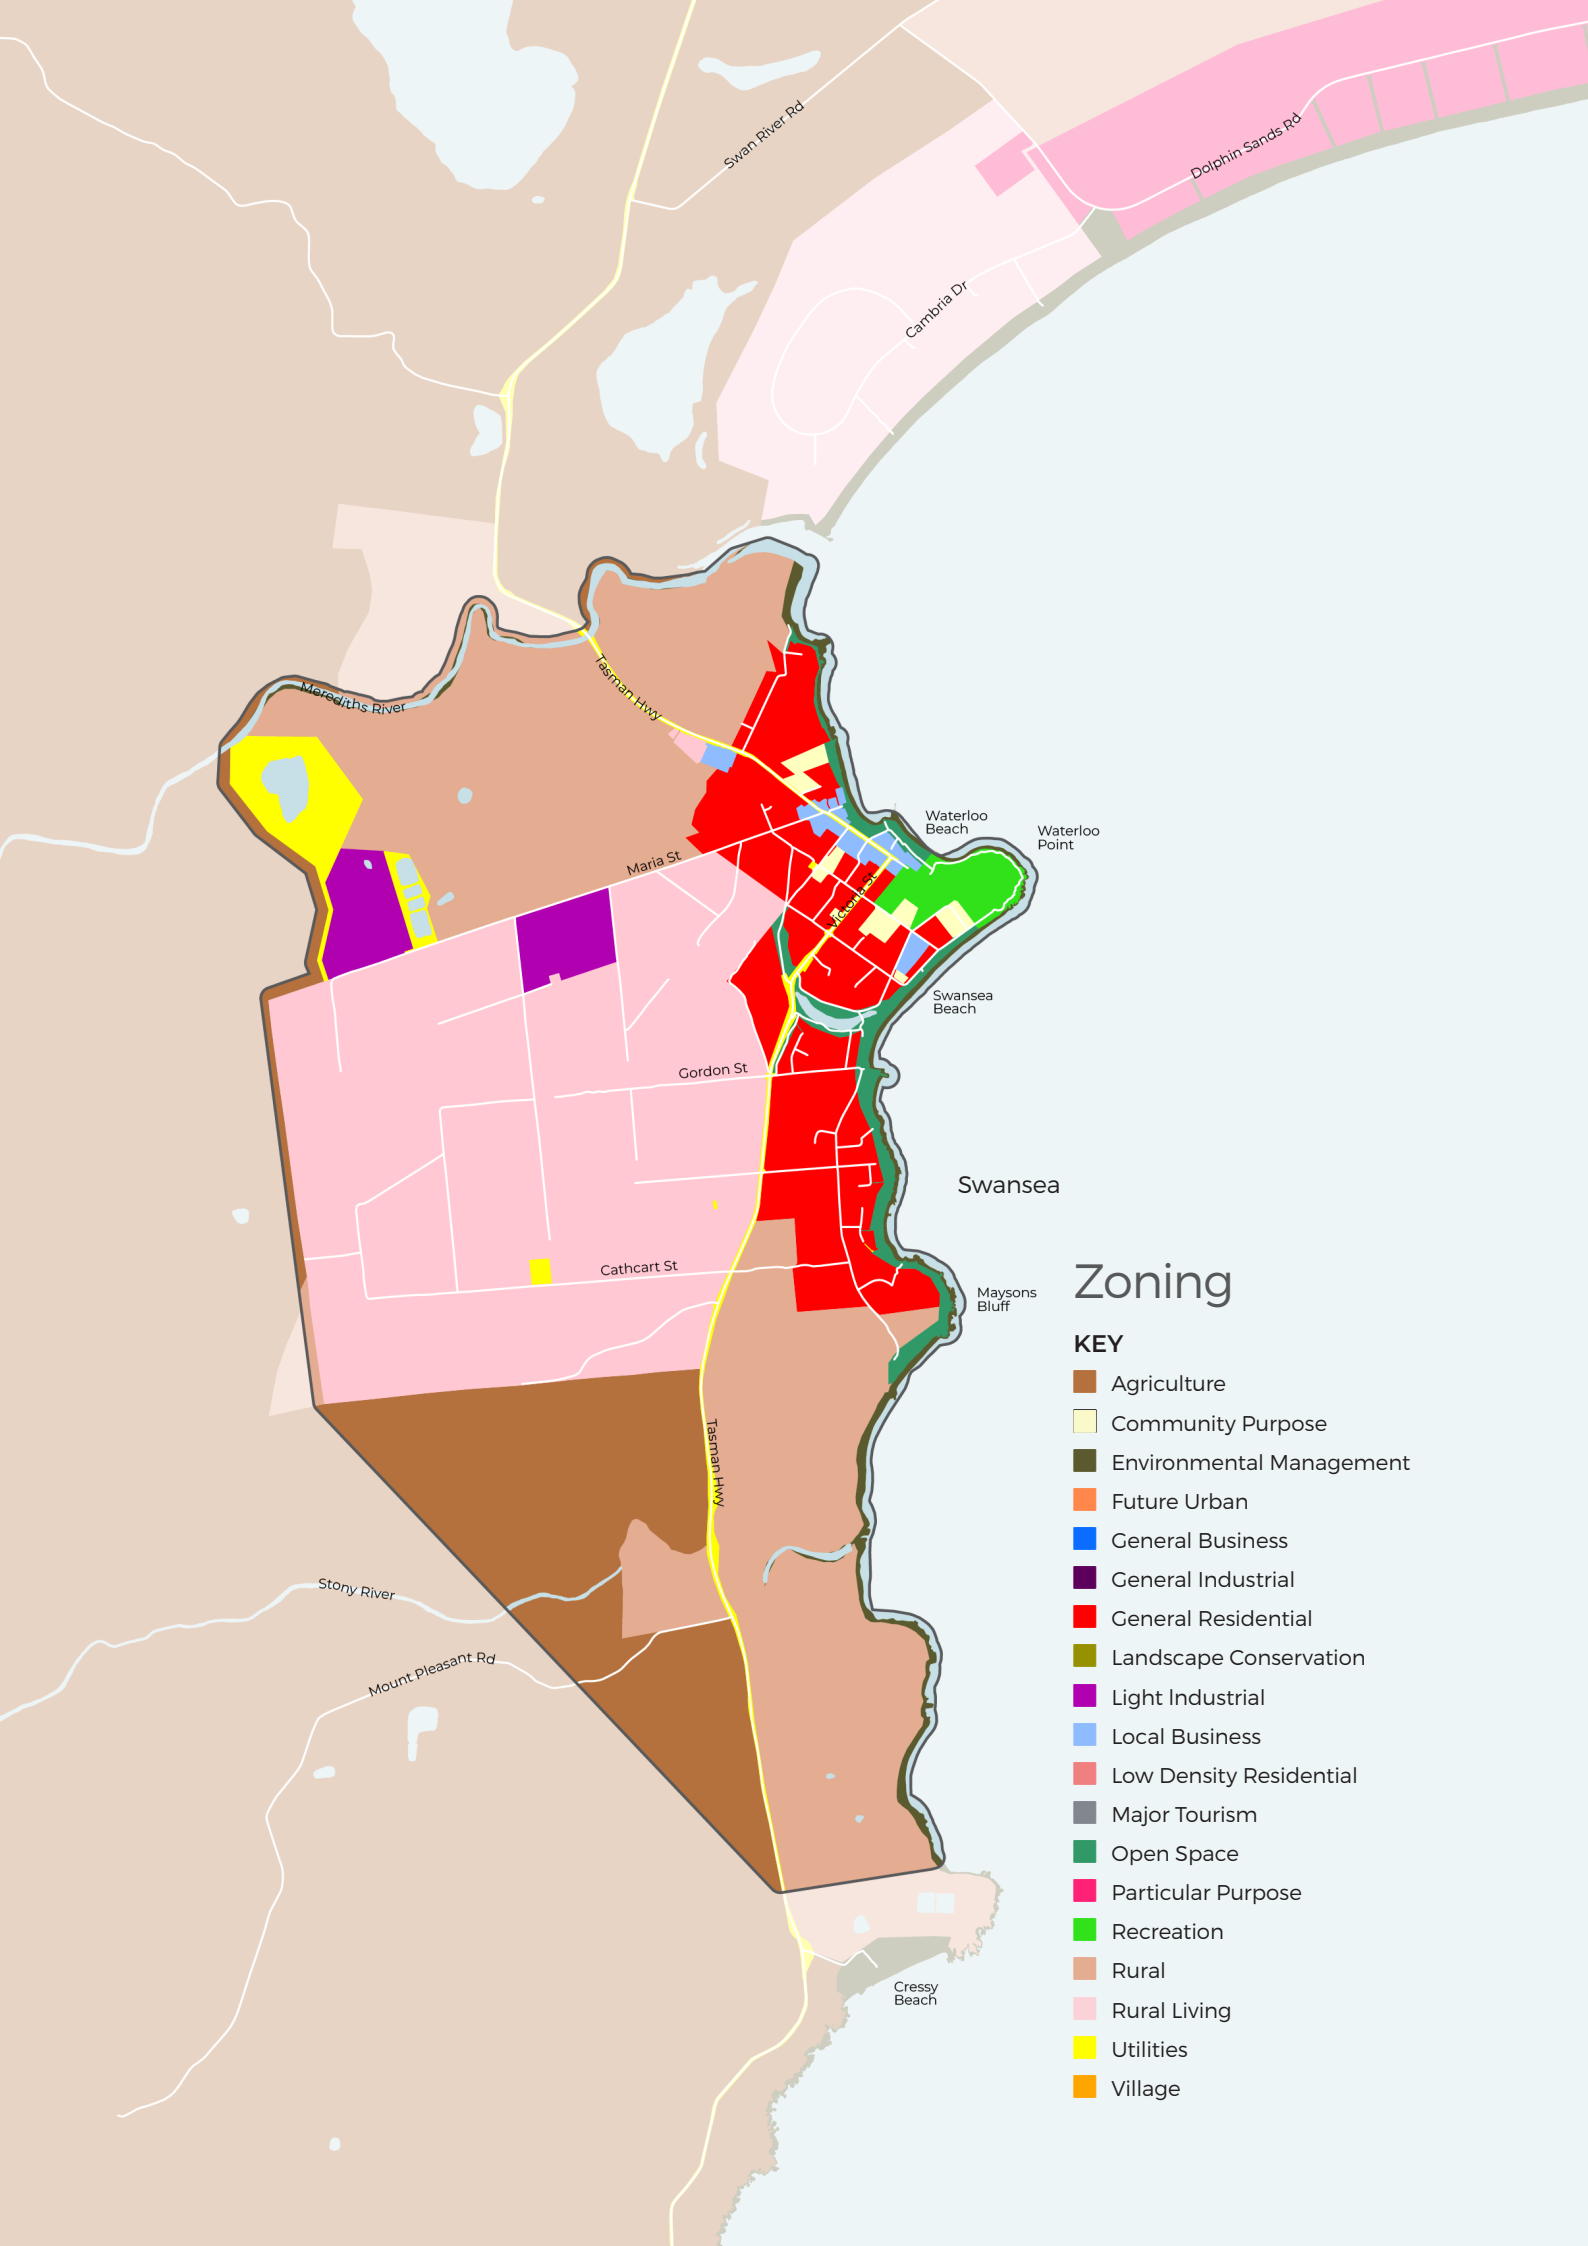 Swan River Rd
Dolphin Sands Rd
Cambria Dr
Tasman Hwy
Merediths River
Waterloo
Beach
Waterloo
Point
Maria St
Victoria St
Swansea
Beach
Gordon St
Swansea
Cathcart St
Maysons
Bluff
Tasman Hwy
Stony River
Mount Pleasant Rd
Cressy
Beach
Zoning
KEY
Agriculture
Community Purpose
Environmental Management
Future Urban
General Business
General Industrial
General Residential
Landscape Conservation
Light Industrial
Local Business
Low Density Residential
Major Tourism
Open Space
Particular Purpose
Recreation
Rural
Rural Living
Utilities
Village